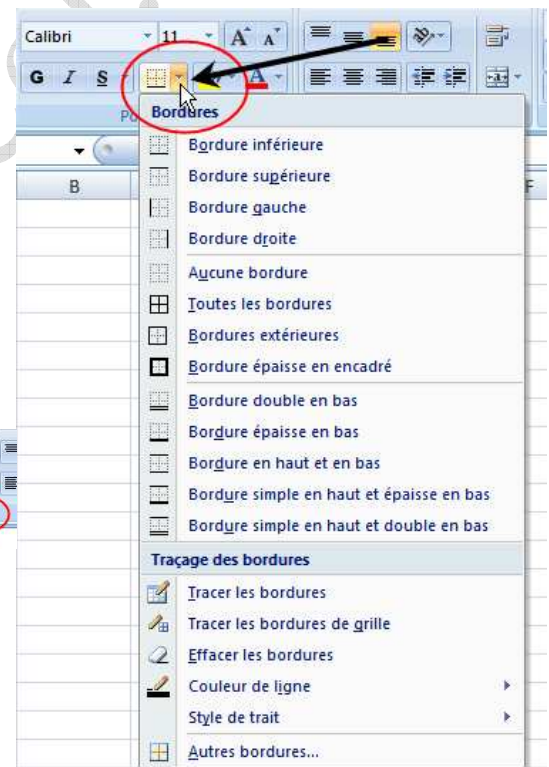 Calibri 11 A A
G I S A
Po
Bordures
B F
Bordure inférieure
Bordure supérieure
Bordure gauche
Bordure droite
Aucune bordure
Toutes les bordures
Bordures extérieures
Bordure épaisse en encadré
Bordure double en bas
Bordure épaisse en bas
Bordure en haut et en bas
Bordure simple en haut et épaisse en bas
Bordure simple en haut et double en bas
Traçage des bordures
Tracer les bordures
Tracer les bordures de grille
Effacer les bordures
Couleur de ligne
Style de trait
Autres bordures...